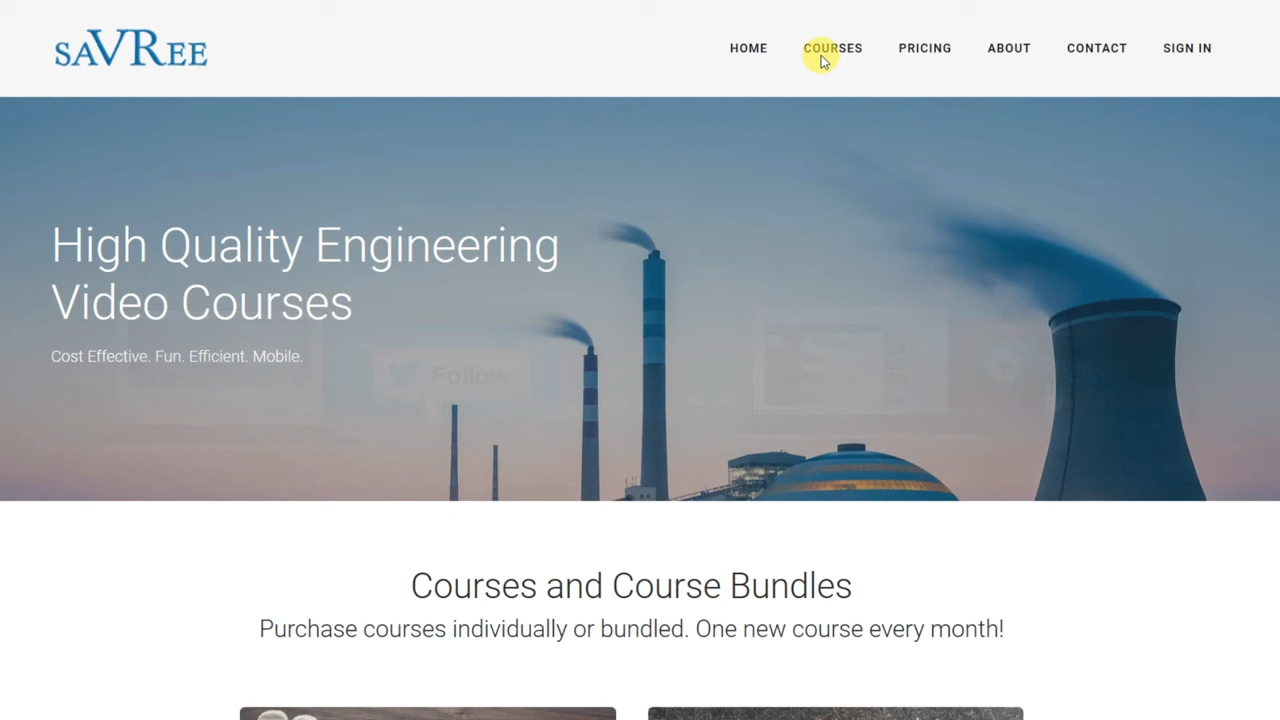 saVRee
HOME COURSES PRICING ABOUT CONTACT SIGN IN
High Quality Engineering
Video Courses
Cost Effective. Fun. Efficient. Mobile.
Follow
Courses and Course Bundles
Purchase courses individually or bundled. One new course every month!